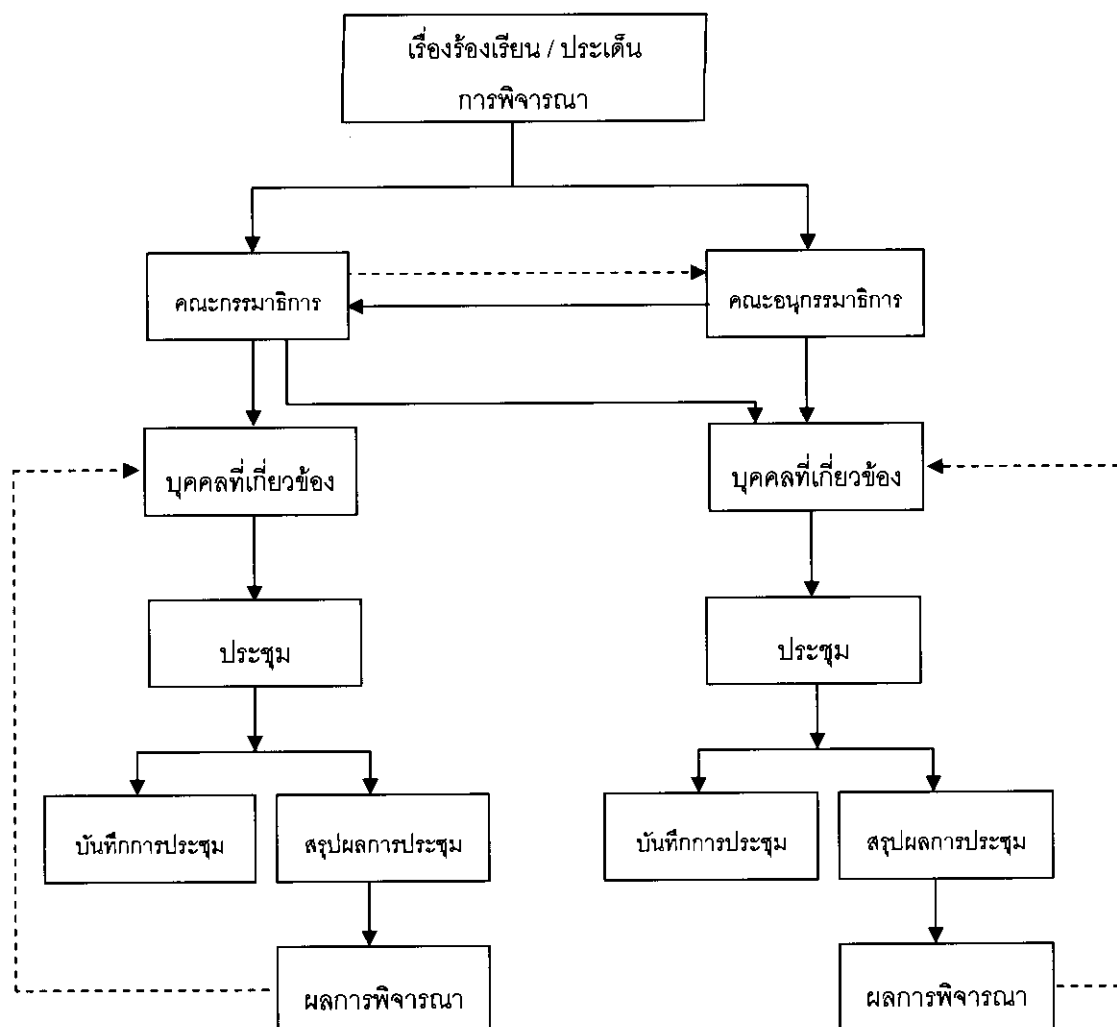 เรื่องร้องเรียน / ประเด็น
การพิจารณา
คณะกรรมาธิการ
คณะอนุกรรมาธิการ
บุคคลที่เกี่ยวข้อง
บุคคลที่เกี่ยวข้อง
ประชุม
ประชุม
บันทึกการประชุม
สรุปผลการประชุม
บันทึกการประชุม
สรุปผลการประชุม
ผลการพิจารณา
ผลการพิจารณา